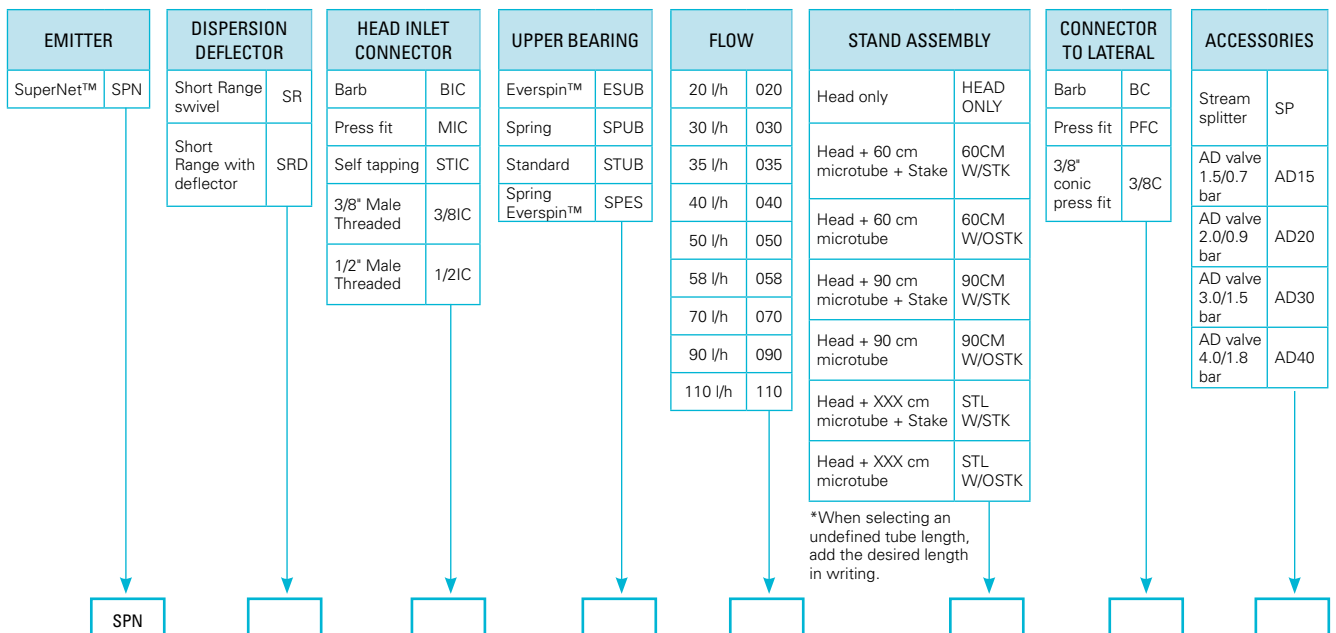 EMITTER
SuperNet™ SPN
DISPERSION
DEFLECTOR
Short Range
swivel
SR
Short
Range with
deflector
SRD
HEAD INLET
CONNECTOR
Barb BIC
Press fit MIC
Self tapping STIC
3/8" Male
Threaded
3/8IC
1/2" Male
Threaded
1/2IC
UPPER BEARING
Everspin™ ESUB
Spring SPUB
Standard STUB
Spring
Everspin™
SPES
FLOW
20 l/h 020
30 l/h 030
35 l/h 035
40 l/h 040
50 l/h 050
58 l/h 058
70 l/h 070
90 l/h 090
110 l/h 110
STAND ASSEMBLY
Head only
HEAD
ONLY
Head + 60 cm
microtube + Stake
60CM
W/STK
Head + 60 cm
microtube
60CM
W/OSTK
Head + 90 cm
microtube + Stake
90CM
W/STK
Head + 90 cm
microtube
90CM
W/OSTK
Head + XXX cm
microtube + Stake
STL
W/STK
Head + XXX cm
microtube
STL
W/OSTK
*When selecting an
undefined tube length,
add the desired length
in writing.
CONNECTOR
TO LATERAL
Barb BC
Press fit PFC
3/8"
conic
press fit
3/8C
ACCESSORIES
Stream
splitter
SP
AD valve
1.5/0.7
bar
AD15
AD valve
2.0/0.9
bar
AD20
AD valve
3.0/1.5
bar
AD30
AD valve
4.0/1.8
bar
AD40
SPN